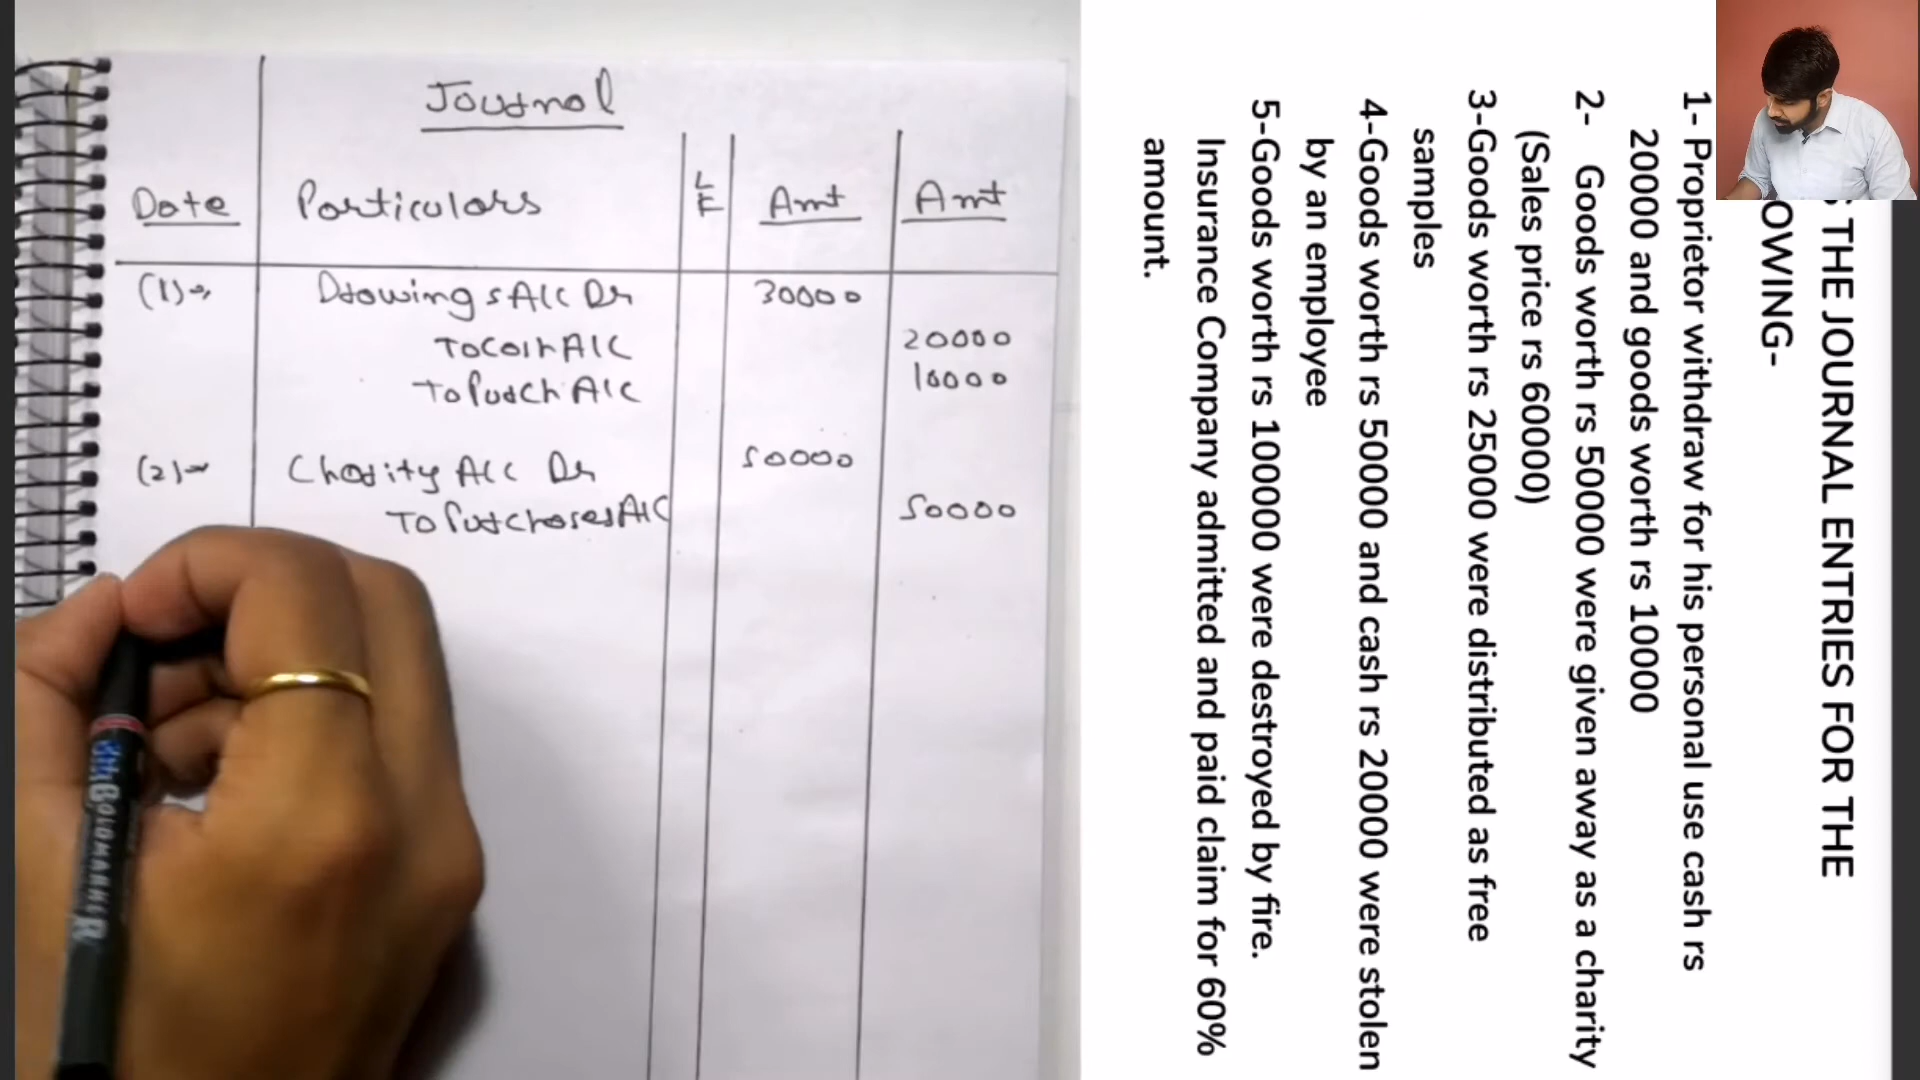 Journal
Date Particulars LF Amt Amt
(1) Drawings A/C Dr 30000
To Cash A/C 20000
To Purch A/C 10000
(2) Charity A/C Dr 50000
To Purchases A/C 50000
BOLDMARKER
THE JOURNAL ENTRIES FOR THE
OWING-
1- Proprietor withdraw for his personal use cash rs
20000 and goods worth rs 10000
2- Goods worth rs 50000 were given away as a charity
(Sales price rs 60000)
3-Goods worth rs 25000 were distributed as free
samples
4-Goods worth rs 50000 and cash rs 20000 were stolen
by an employee
5-Goods worth rs 100000 were destroyed by fire.
Insurance Company admitted and paid claim for 60%
amount.